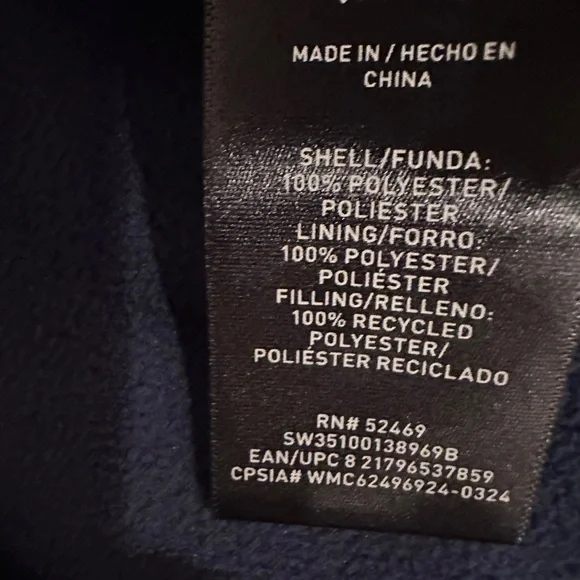 MADE IN / HECHO EN
CHINA
SHELL/FUNDA:
100% POLYESTER/
POLIÉSTER
LINING/FORRO:
100% POLYESTER/
POLIÉSTER
FILLING/RELLENO:
100% RECYCLED
POLYESTER/
POLIÉSTER RECICLADO
RN# 52469
SW35100138969B
EAN/UPC 8 21796537859
CPSIA# WMC62496924-0324